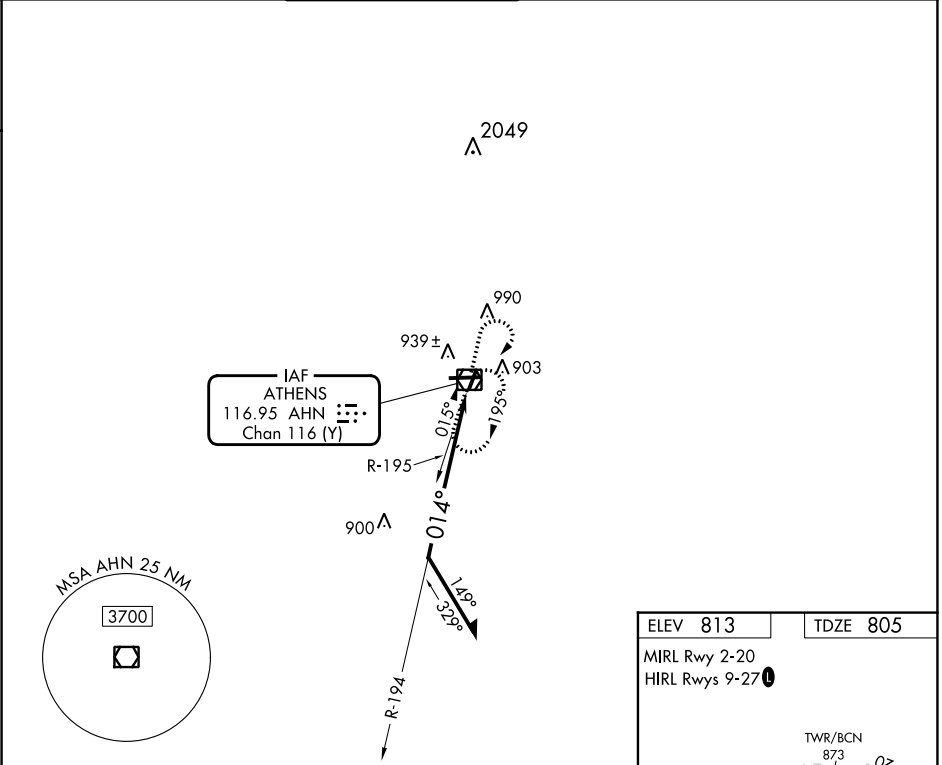 2049
990
939 ±
903
IAF
ATHENS
116.95 AHN
Chan 116 (Y)
015°
195°
R-195
014°
900
149°
329°
MSA AHN 25 NM
3700
R-194
ELEV 813
TDZE 805
MIRL Rwy 2-20
HIRL Rwys 9-27 L
TWR/BCN
873